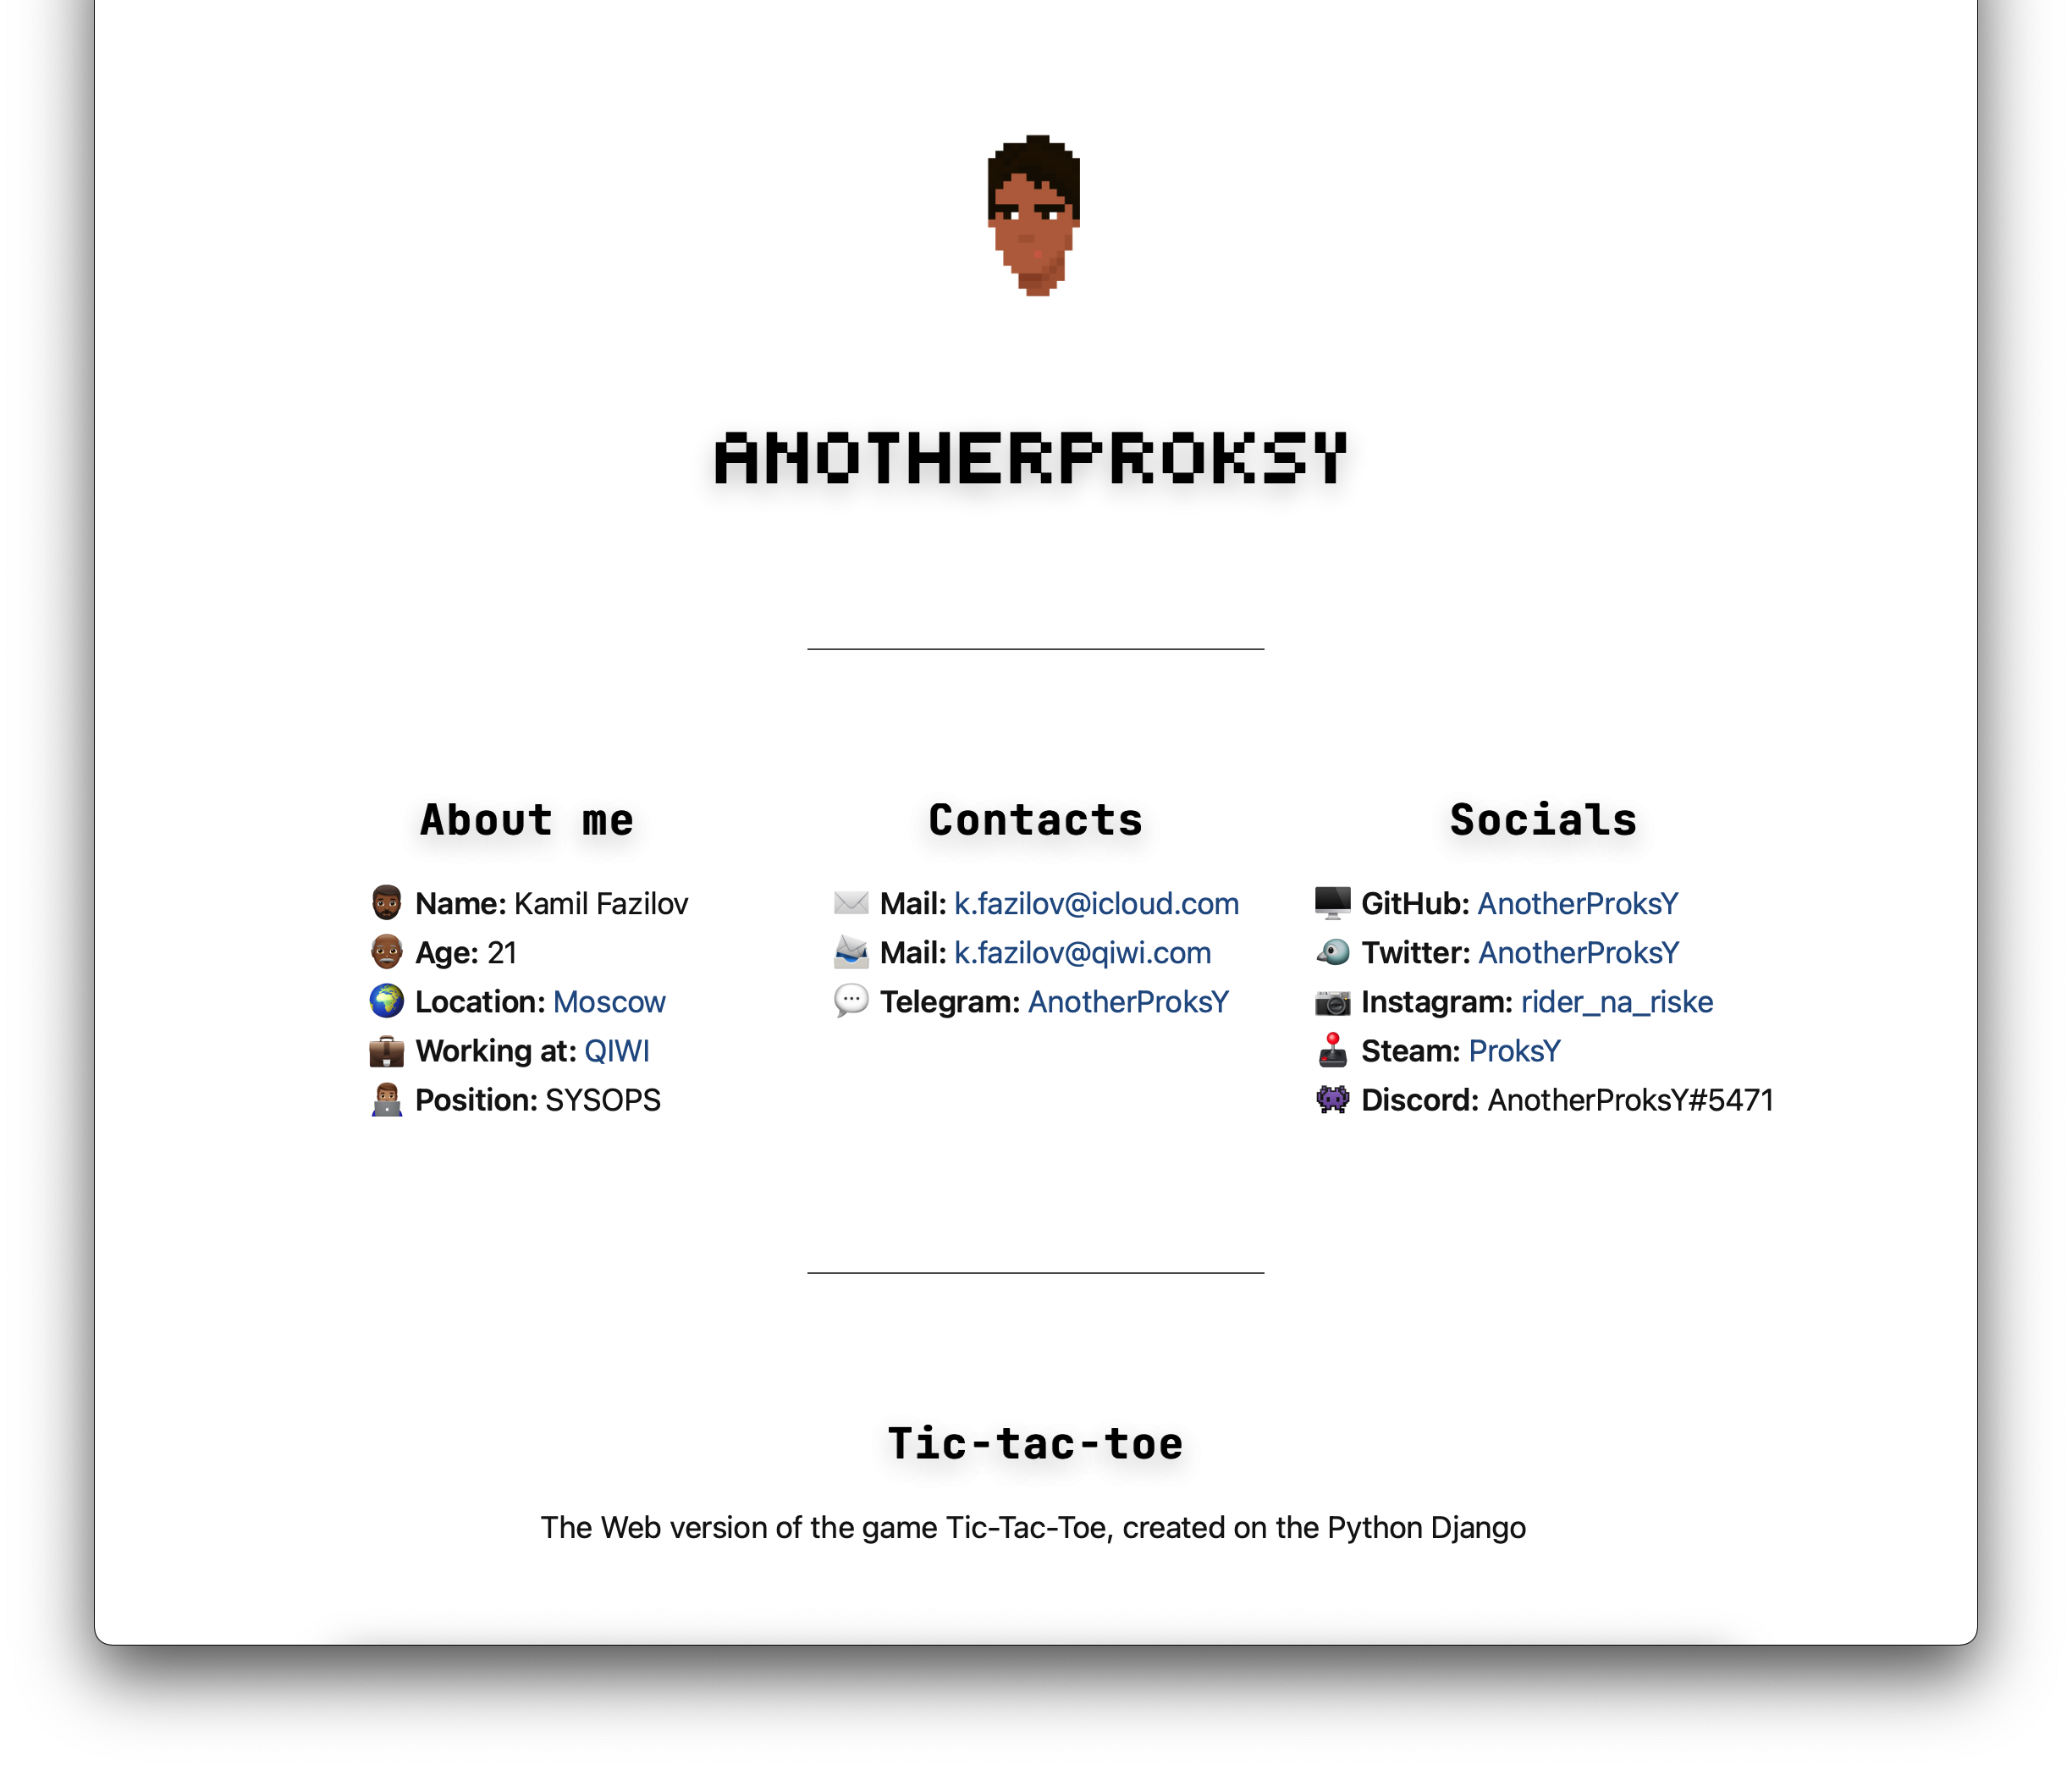 ANOTHERPROKSY
About me
Name: Kamil Fazilov
Age: 21
Location: Moscow
Working at: QIWI
Position: SYSOPS
Contacts
Mail: k.fazilov@icloud.com
Mail: k.fazilov@qiwi.com
Telegram: AnotherProksY
Socials
GitHub: AnotherProksY
Twitter: AnotherProksY
Instagram: rider_na_riske
Steam: ProksY
Discord: AnotherProksY#5471
Tic-tac-toe
The Web version of the game Tic-Tac-Toe, created on the Python Django